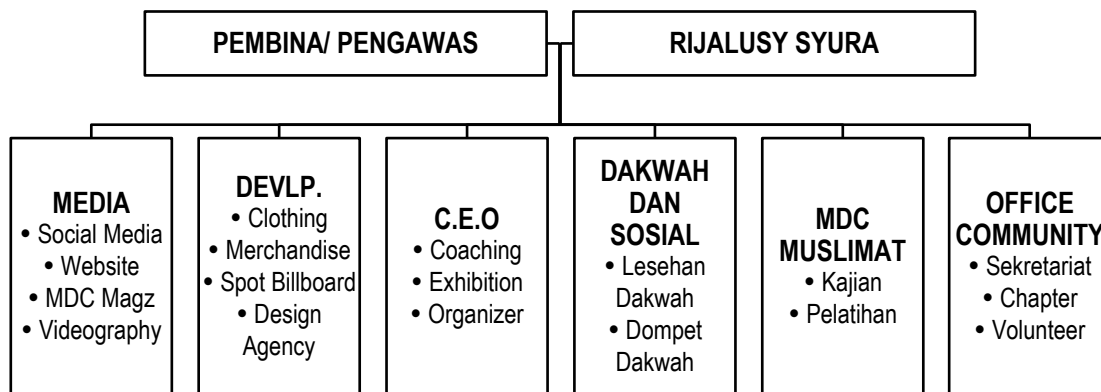 PEMBINA/ PENGAWAS
RIJALUSY SYURA
MEDIA
• Social Media
• Website
• MDC Magz
• Videography
DEVLP.
• Clothing
• Merchandise
• Spot Billboard
• Design
Agency
C.E.O
• Coaching
• Exhibition
• Organizer
DAKWAH
DAN
SOSIAL
• Lesehan
Dakwah
• Dompet
Dakwah
MDC
MUSLIMAT
• Kajian
• Pelatihan
OFFICE
COMMUNITY
• Sekretariat
• Chapter
• Volunteer